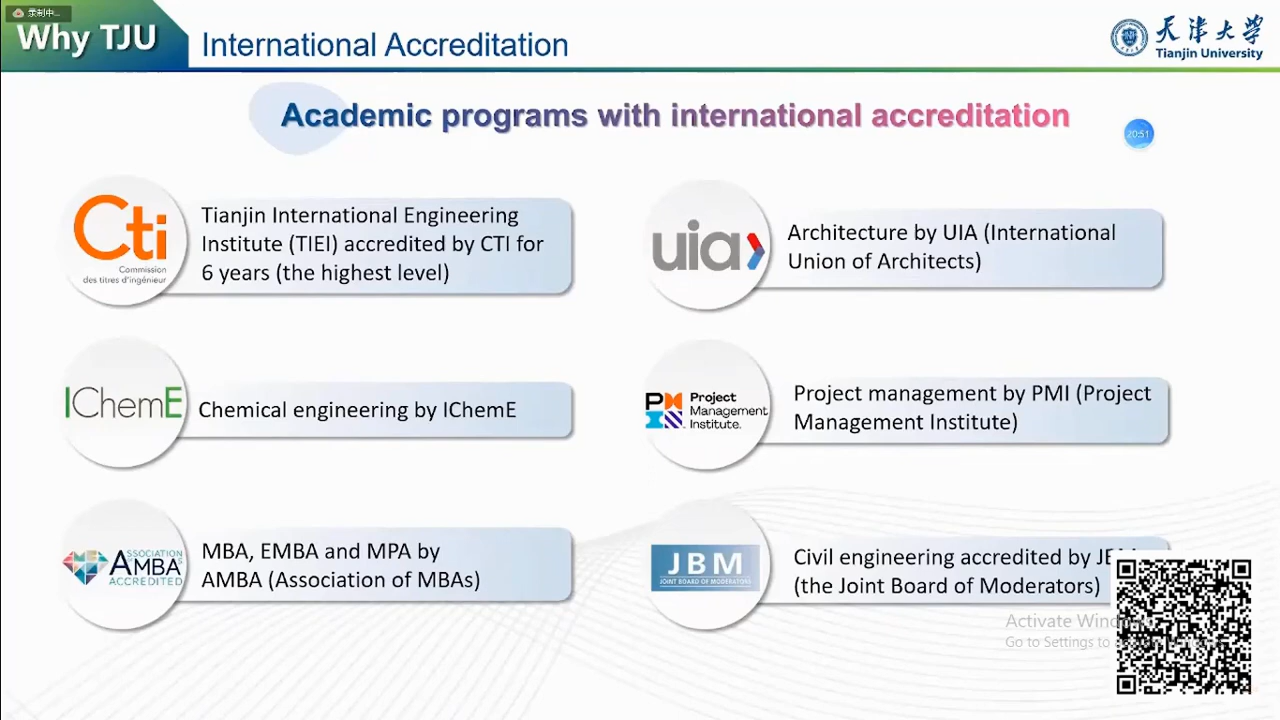 录制中...
Why TJU
International Accreditation
天津大学
Tianjin University
Academic programs with international accreditation
20:51
Cti
Commission
des titres d'ingénieur
Tianjin International Engineering
Institute (TIEI) accredited by CTI for
6 years (the highest level)
uia
Architecture by UIA (International
Union of Architects)
IChemE
Chemical engineering by IChemE
PM
Project
Management
Institute.
Project management by PMI (Project
Management Institute)
ASSOCIATION
AMBA
ACCREDITED
MBA, EMBA and MPA by
AMBA (Association of MBAs)
JBM
JOINT BOARD OF MODERATORS
Civil engineering accredited by
(the Joint Board of Moderators)
Activate
Go to Settings to